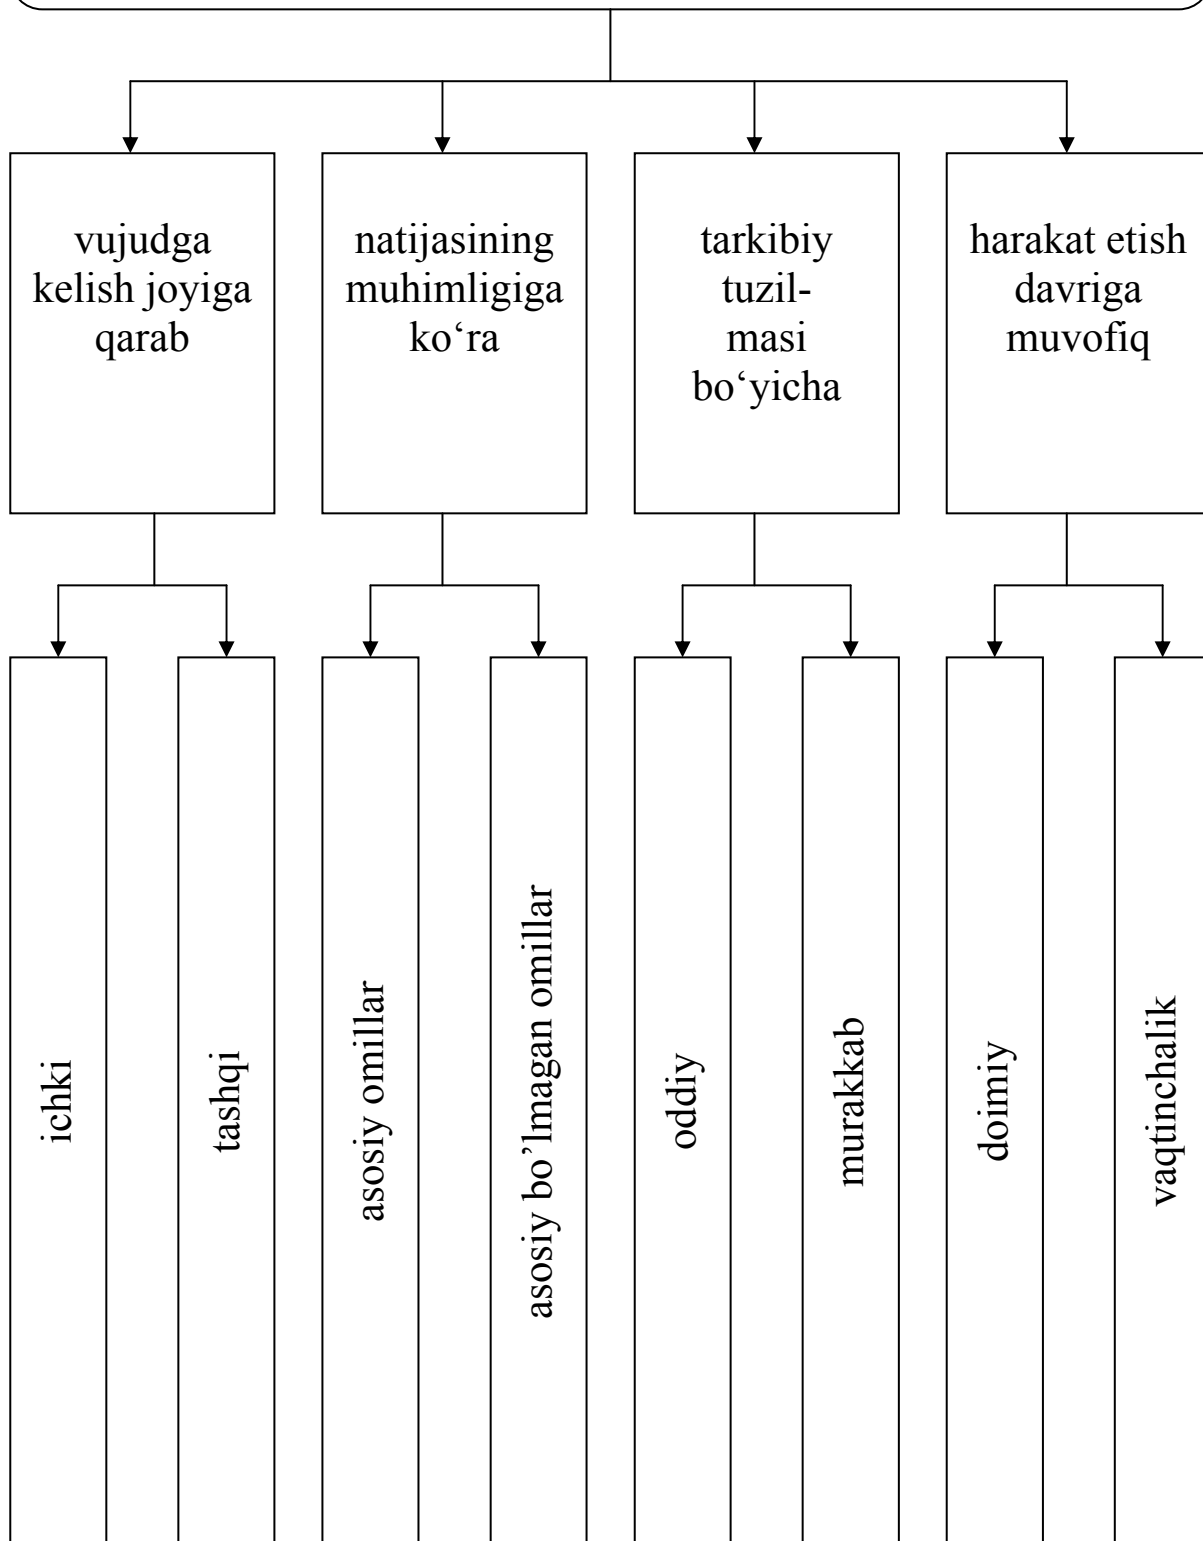 vujudga
kelish joyiga
qarab
natijasining
muhimligiga
ko‘ra
tarkibiy
tuzil-
masi
bo‘yicha
harakat etish
davriga
muvofiq
ichki
tashqi
asosiy omillar
asosiy bo’lmagan omillar
oddiy
murakkab
doimiy
vaqtinchalik